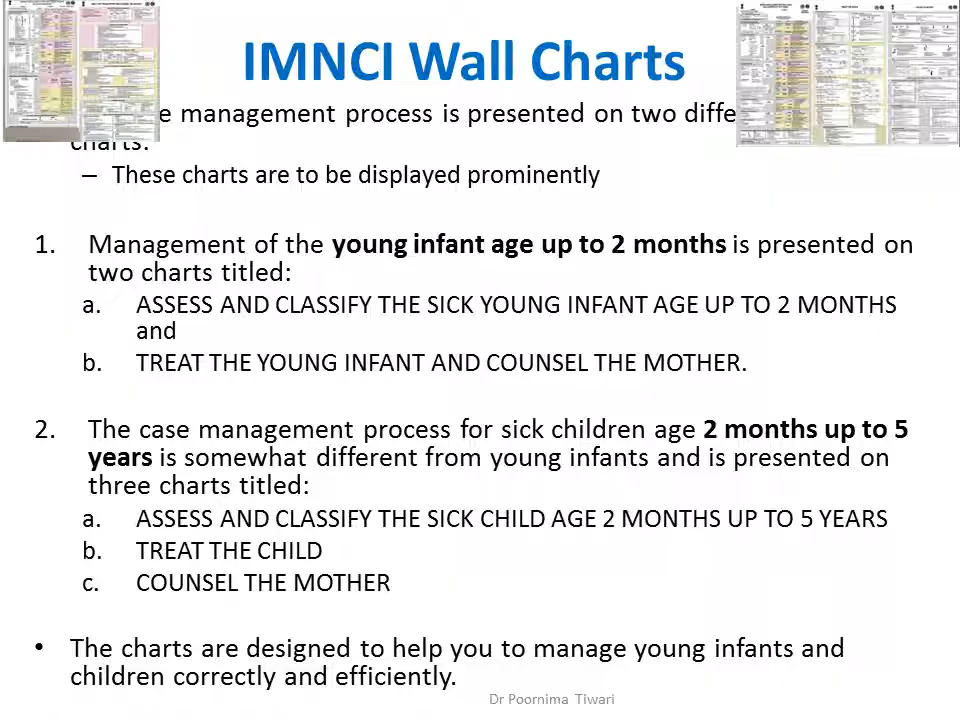 IMNCI Wall Charts
e management process is presented on two diffe
charts.
– These charts are to be displayed prominently
1. Management of the young infant age up to 2 months is presented on
two charts titled:
a. ASSESS AND CLASSIFY THE SICK YOUNG INFANT AGE UP TO 2 MONTHS
and
b. TREAT THE YOUNG INFANT AND COUNSEL THE MOTHER.
2. The case management process for sick children age 2 months up to 5
years is somewhat different from young infants and is presented on
three charts titled:
a. ASSESS AND CLASSIFY THE SICK CHILD AGE 2 MONTHS UP TO 5 YEARS
b. TREAT THE CHILD
c. COUNSEL THE MOTHER
• The charts are designed to help you to manage young infants and
children correctly and efficiently.
Dr Poornima Tiwari